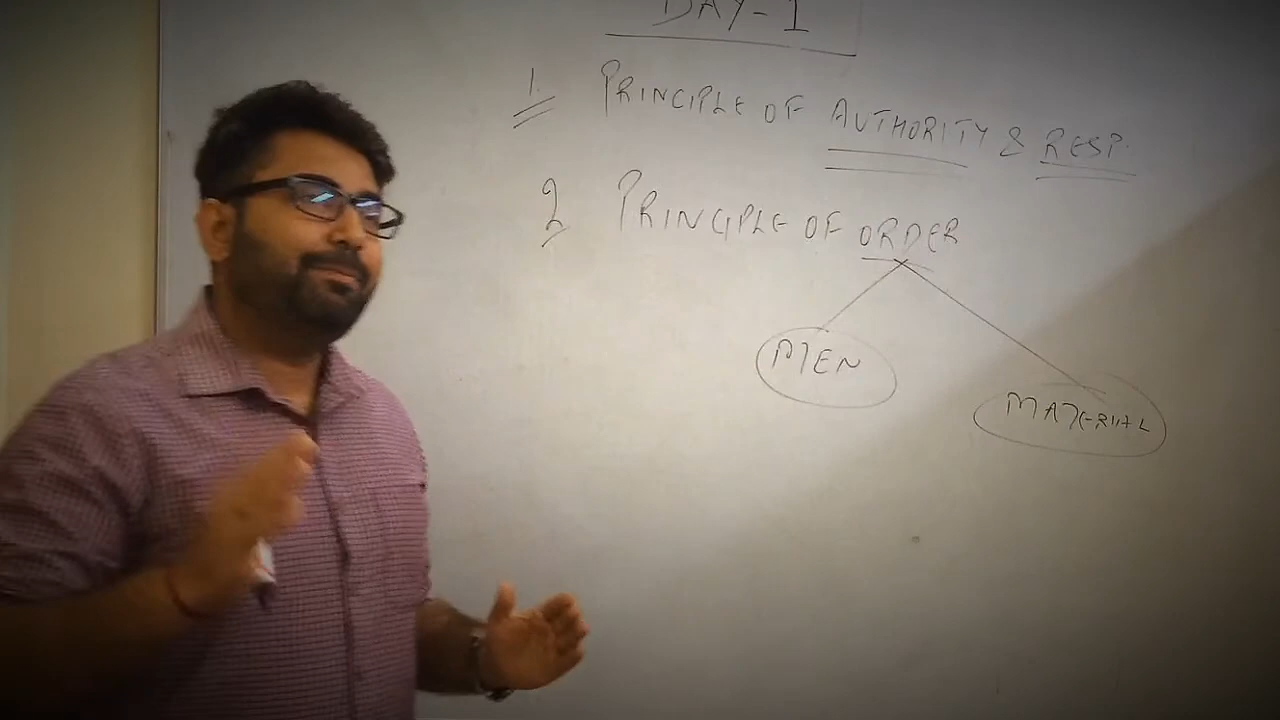 DAY-1
1. PRINCIPLE OF AUTHORITY & RESP.
2 PRINCIPLE OF ORDER
MEN
MATERIAL